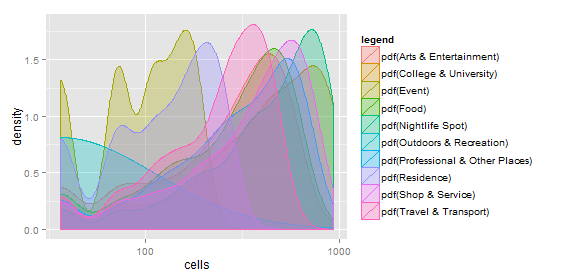 1.5
1.0
0.5
0.0
density
100
1000
cells
legend
pdf(Arts & Entertainment)
pdf(College & University)
pdf(Event)
pdf(Food)
pdf(Nightlife Spot)
pdf(Outdoors & Recreation)
pdf(Professional & Other Places)
pdf(Residence)
pdf(Shop & Service)
pdf(Travel & Transport)